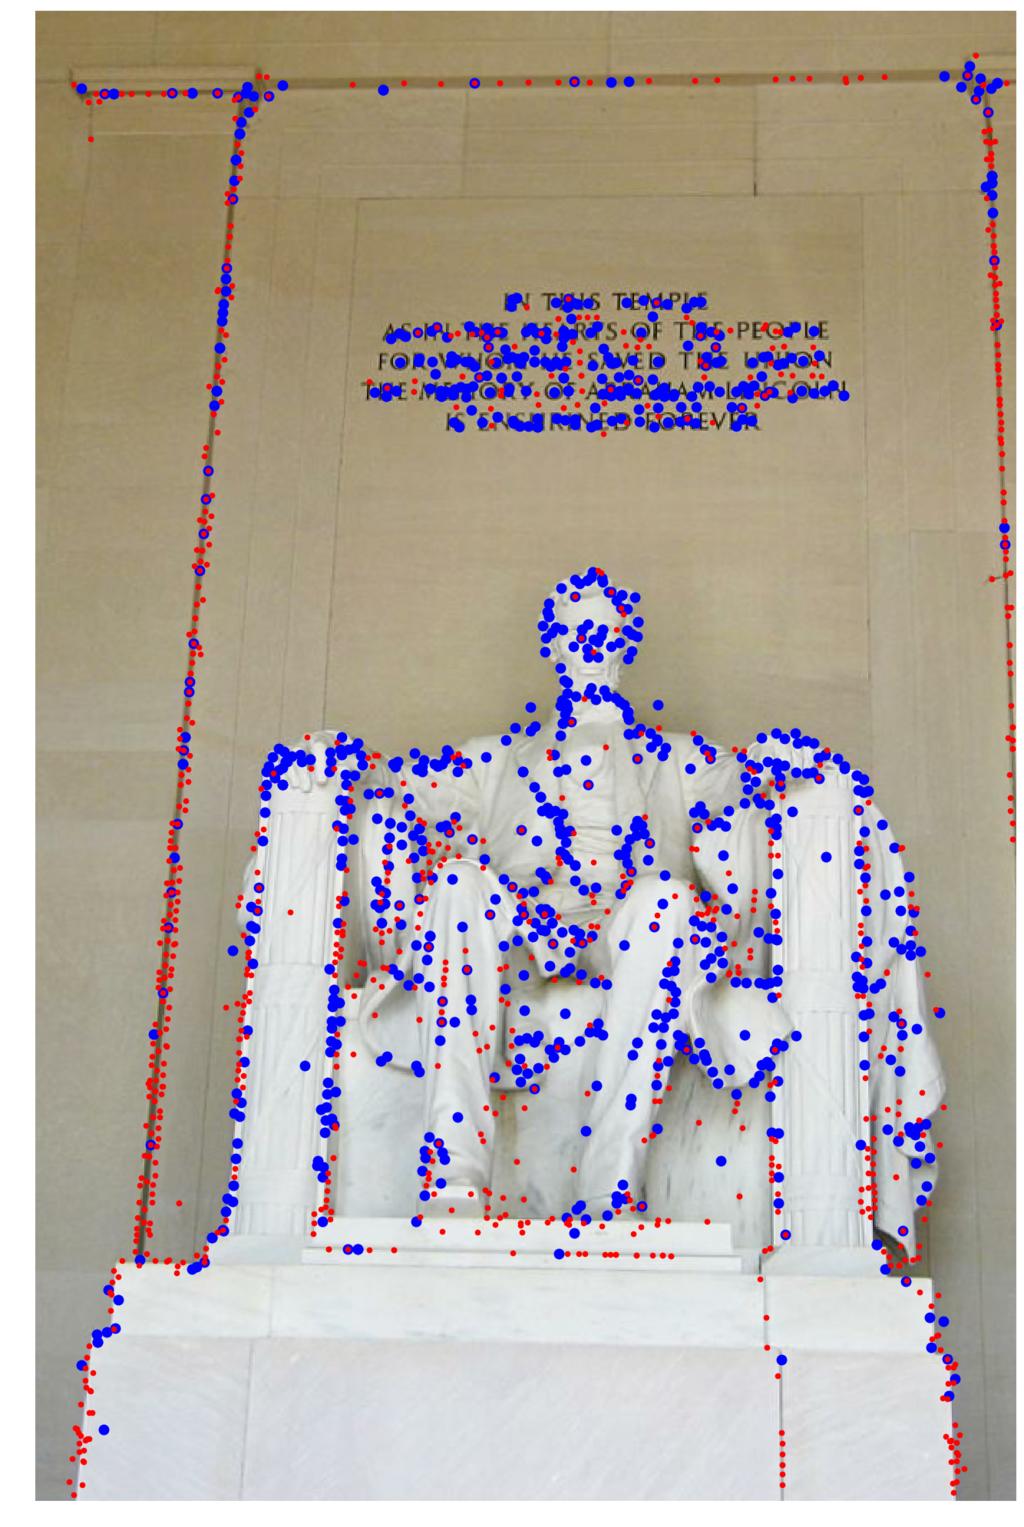 IN THIS TEMPLE
AS IN THE HEARTS OF THE PEOPLE
FOR WHOM HE SAVED THE UNION
THE MEMORY OF ABRAHAM LINCOLN
IS ENSHRINED FOREVER